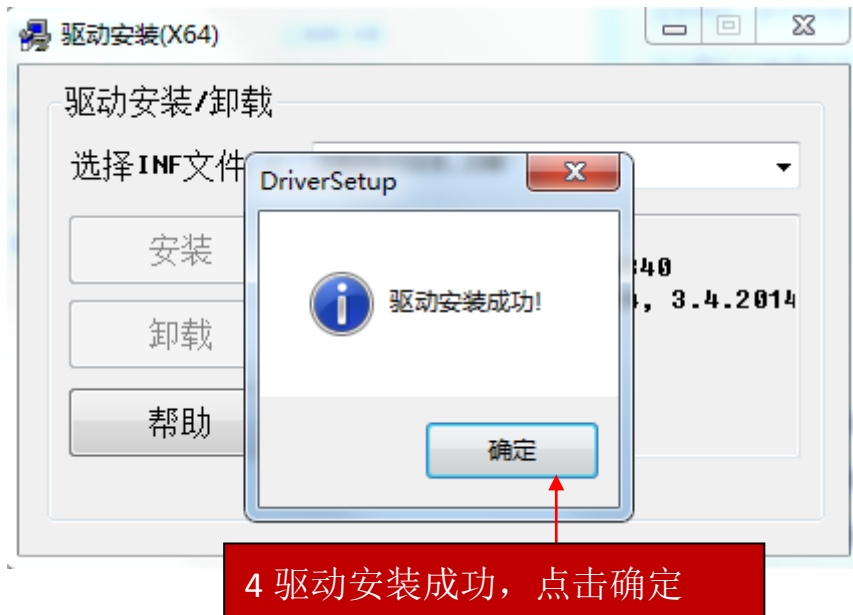 驱动安装(X64)
驱动安装/卸载
选择INF文件
DriverSetup
安装
驱动安装成功!
340
, 3.4.2014
卸载
帮助
确定
4 驱动安装成功，点击确定